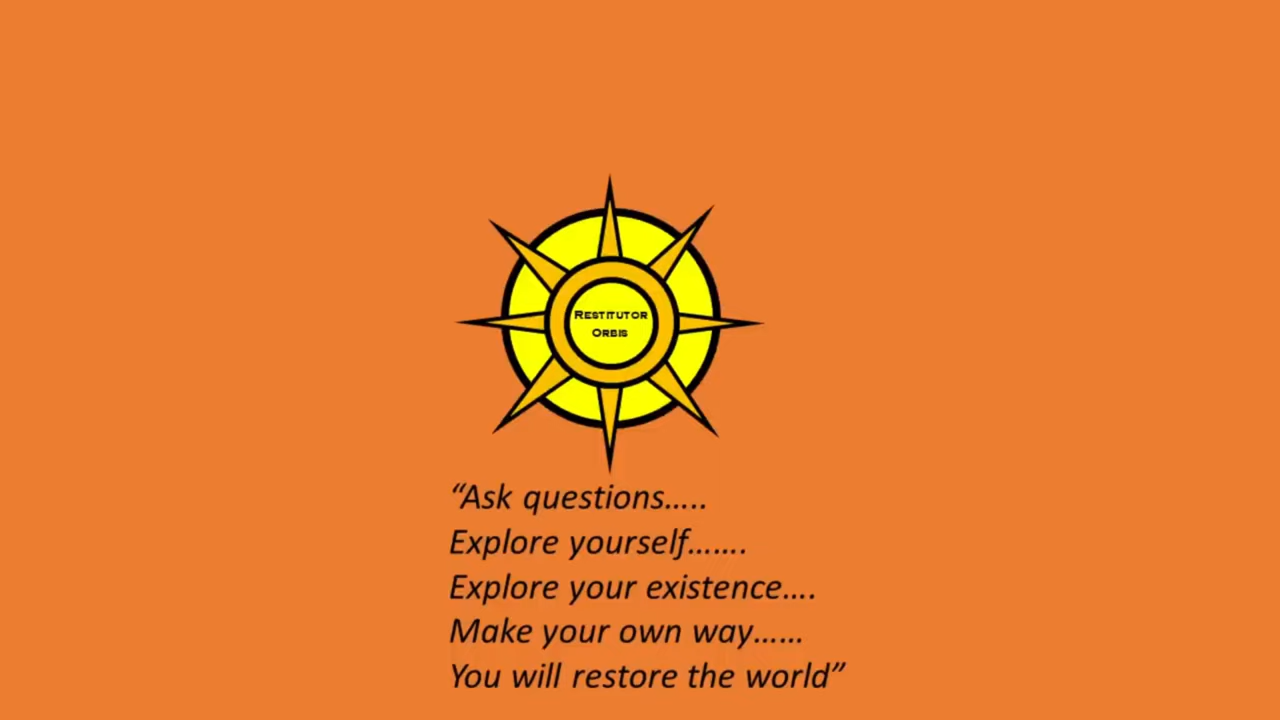 RESTITUTOR
ORBIS
“Ask questions…..
Explore yourself…….
Explore your existence….
Make your own way……
You will restore the world”